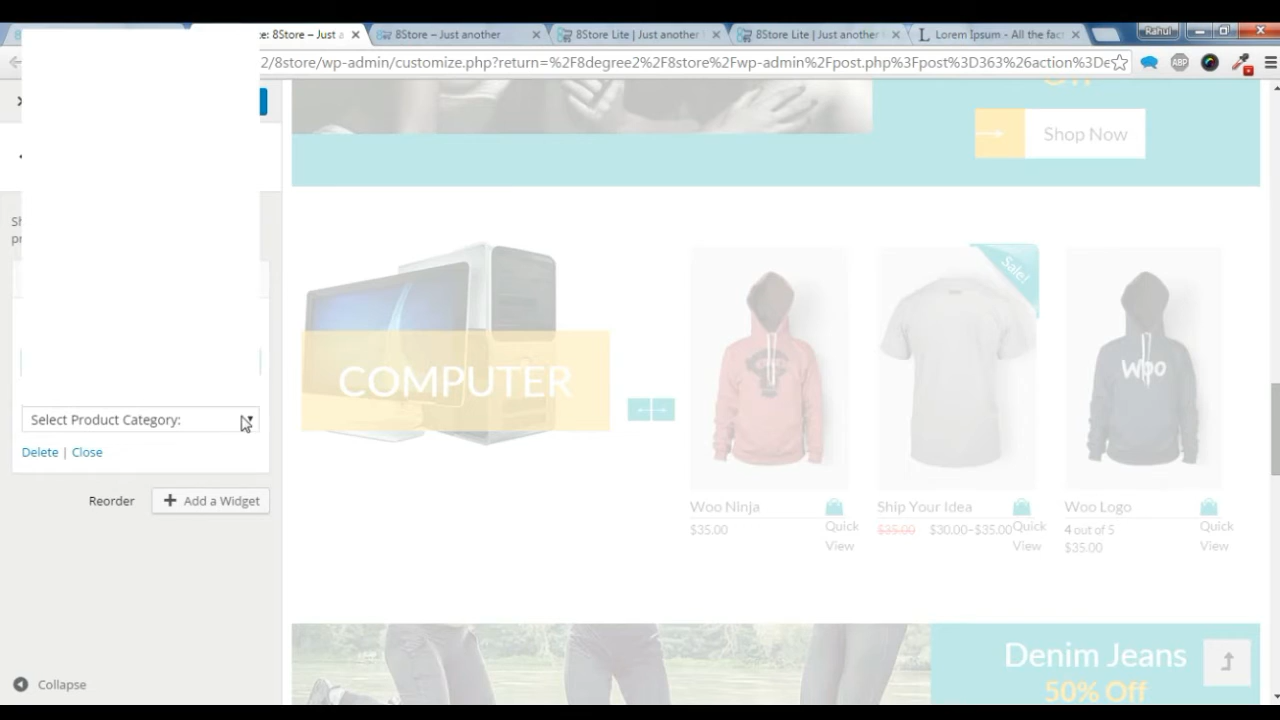 e: 8Store – Just a
8Store – Just another
8Store Lite | Just another
8Store Lite | Just another
Lorem Ipsum - All the fac
Rahul
2/8store/wp-admin/customize.php?return=%2F8degree2%2F8store%2Fwp-admin%2Fpost.php%3Fpost%3D363%26action%3De
ABP
Sh
pr
Select Product Category:
Delete | Close
Reorder
Add a Widget
Collapse
Shop Now
COMPUTER
Sale!
Woo
Woo Ninja
$35.00
Quick
View
Ship Your Idea
$35.00 $30.00–$35.00
Quick
View
Woo Logo
4 out of 5
$35.00
Quick
View
Denim Jeans
50% Off